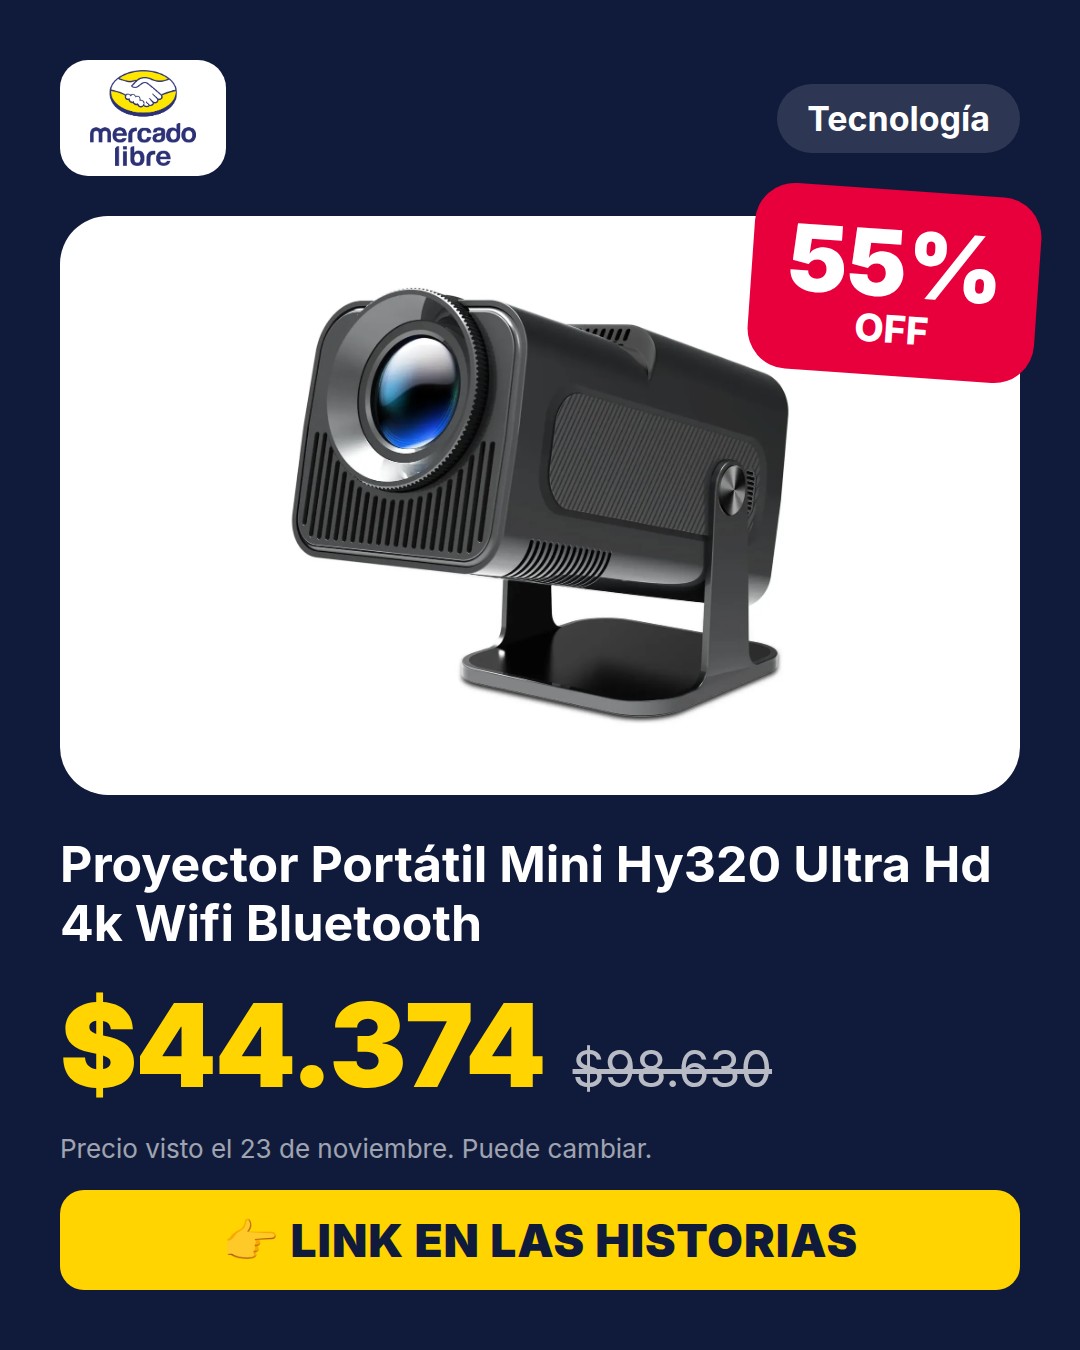 mercado
libre
Tecnología
55%
OFF
Proyector Portátil Mini Hy320 Ultra Hd
4k Wifi Bluetooth
$44.374 $98.630
Precio visto el 23 de noviembre. Puede cambiar.
👉 LINK EN LAS HISTORIAS